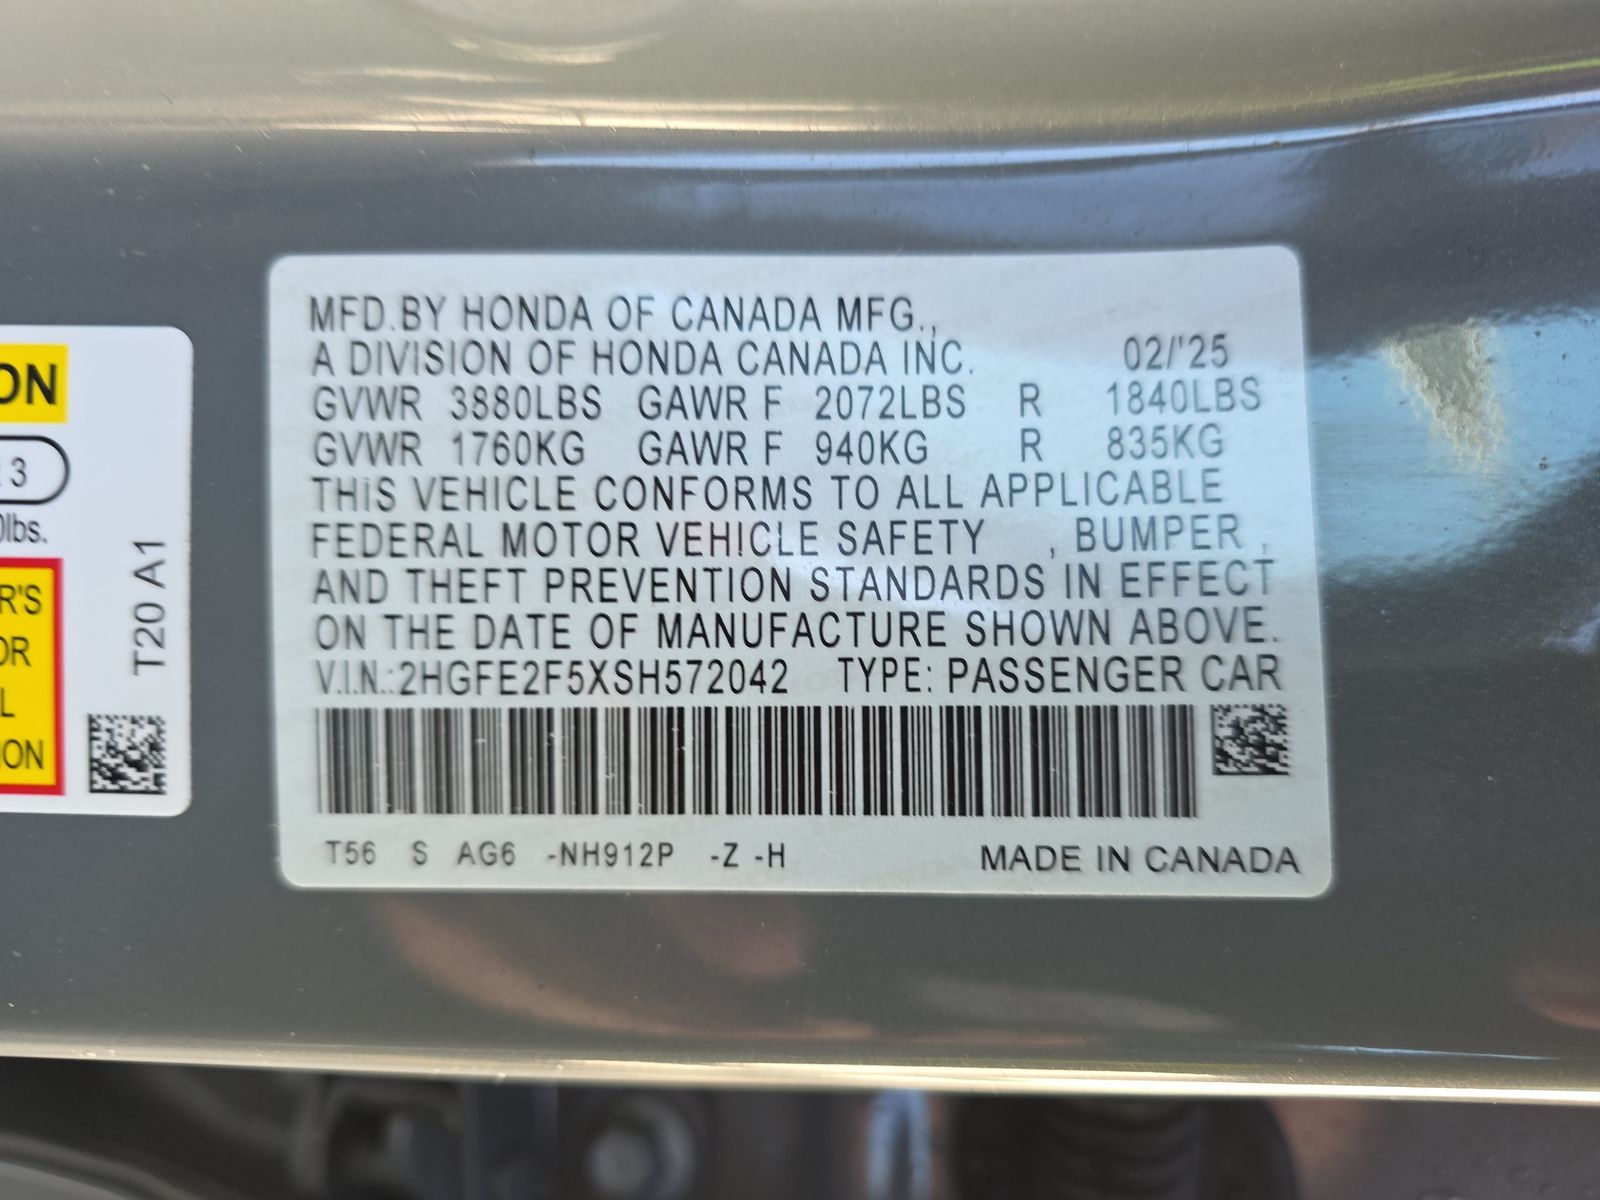 MFD.BY HONDA OF CANADA MFG.,
A DIVISION OF HONDA CANADA INC. 02/'25
GVWR 3880LBS GAWR F 2072LBS R 1840LBS
GVWR 1760KG GAWR F 940KG R 835KG
THIS VEHICLE CONFORMS TO ALL APPLICABLE
FEDERAL MOTOR VEHICLE SAFETY , BUMPER ,
AND THEFT PREVENTION STANDARDS IN EFFECT
ON THE DATE OF MANUFACTURE SHOWN ABOVE.
V.I.N.:2HGFE2F5XSH572042 TYPE: PASSENGER CAR
T56 S AG6 -NH912P -Z -H MADE IN CANADA
ON
3
lbs.
R'S
OR
L
ION
T20 A1